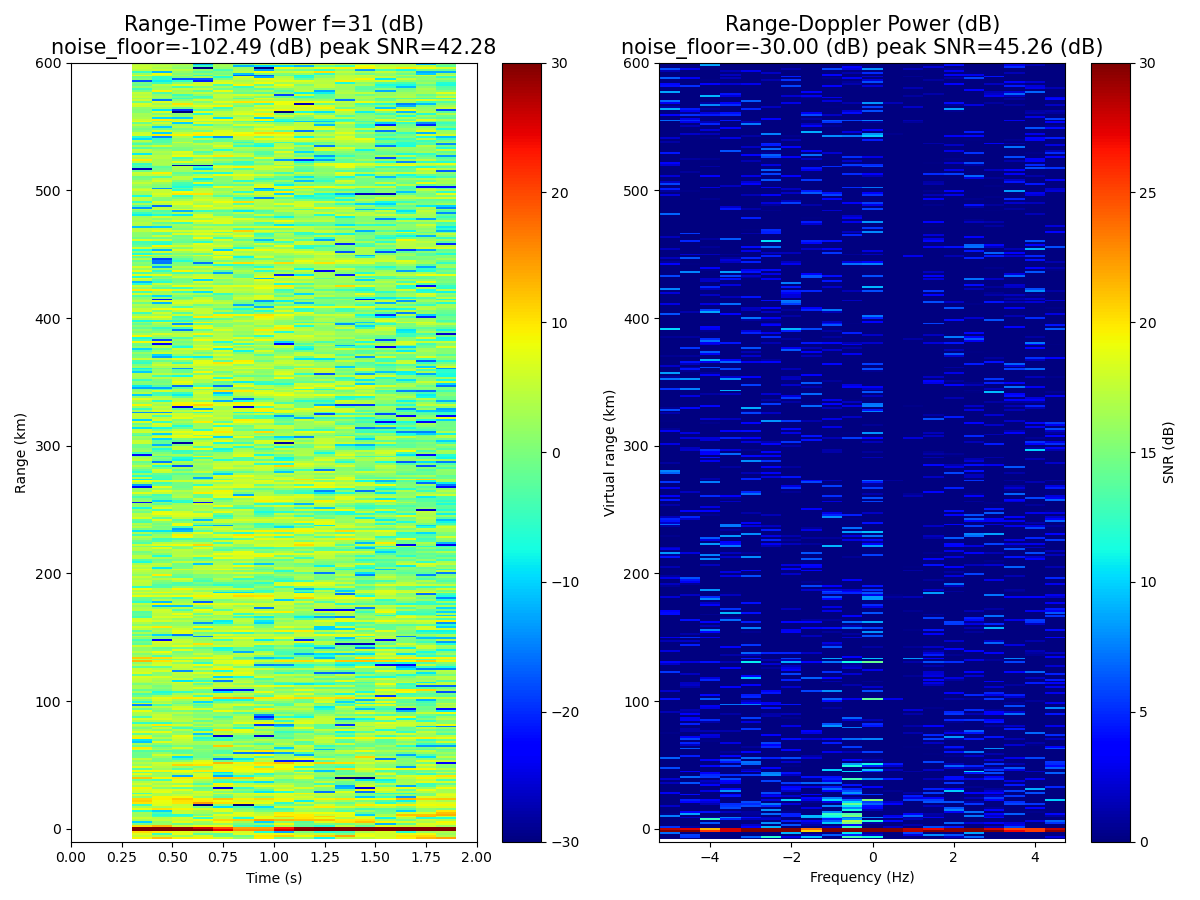 Range-Time Power f=31 (dB)
noise_floor=-102.49 (dB) peak SNR=42.28
600
500
400
300
200
100
0
Range (km)
0.00 0.25 0.50 0.75 1.00 1.25 1.50 1.75 2.00
Time (s)
30
20
10
0
−10
−20
−30
Range-Doppler Power (dB)
noise_floor=-30.00 (dB) peak SNR=45.26 (dB)
600
500
400
300
200
100
0
Virtual range (km)
−4 −2 0 2 4
Frequency (Hz)
30
25
20
15
10
5
0
SNR (dB)